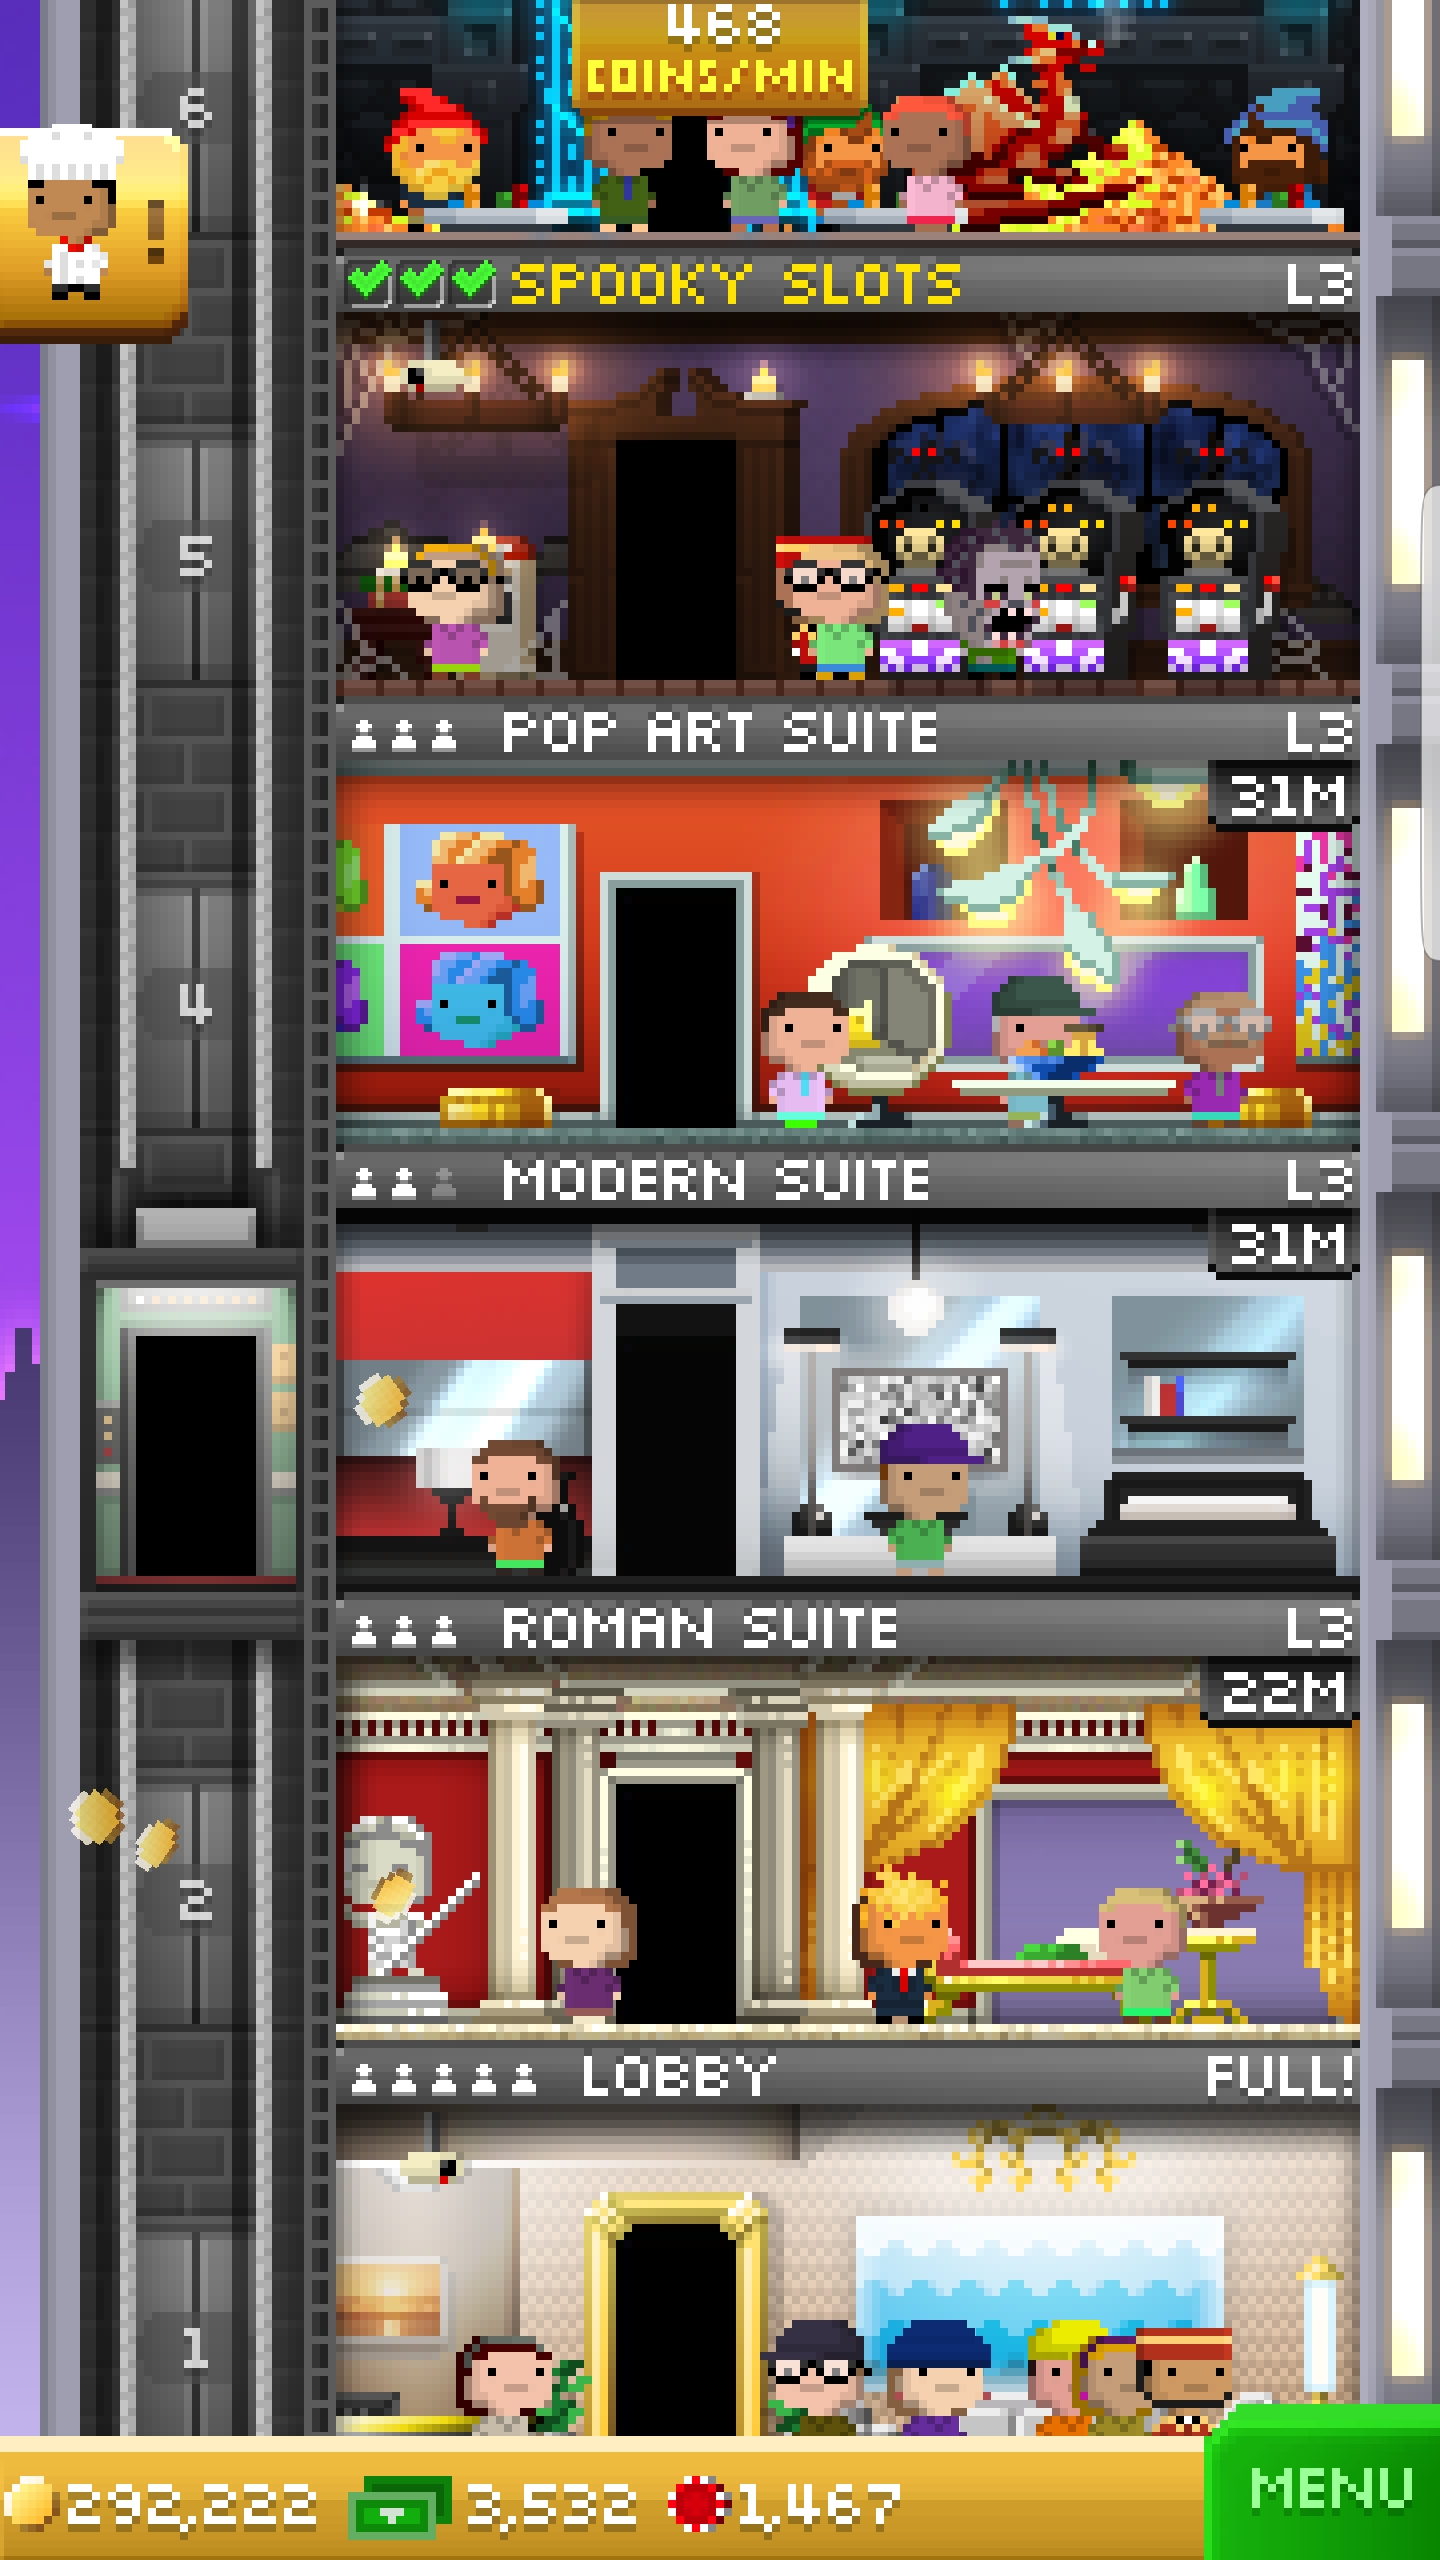 468
COINS/MIN
6
!
SPOOKY SLOTS L3
5
POP ART SUITE L3
31M
4
MODERN SUITE L3
31M
ROMAN SUITE L3
22M
2
LOBBY FULL!
1
292,222 3,532 1,467 MENU